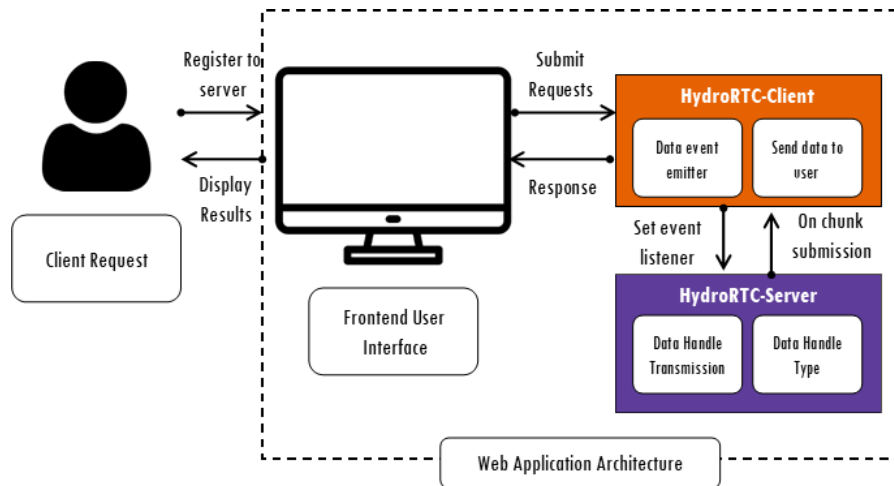 Register to
server
Display
Results
Client Request
Frontend User
Interface
Submit
Requests
Response
HydroRTC-Client
Data event
emitter
Send data to
user
Set event
listener
On chunk
submission
HydroRTC-Server
Data Handle
Transmission
Data Handle
Type
Web Application Architecture